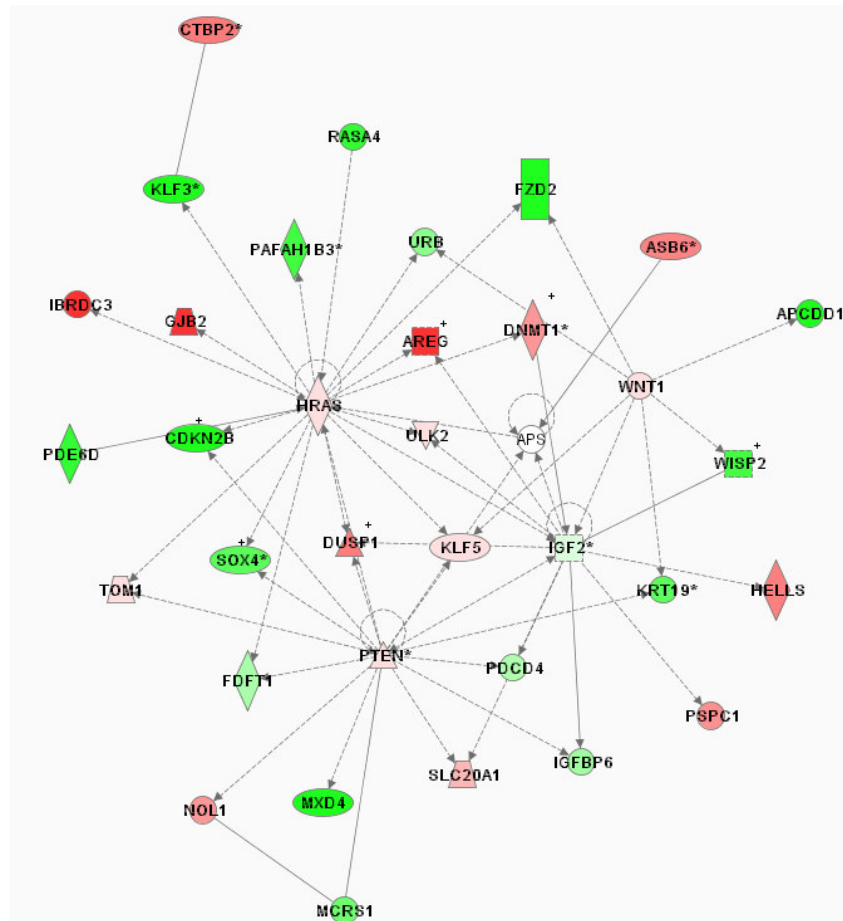 CTBP2*
RASA4
KLF3*
FZD2
PAFAH1B3*
URB
ASB6*
IBRDC3
GJB2
+
AREG
+
DNMT1*
APCDD1
HRAS
WNT1
+
CDKN2B
ULK2
APS
PDE6D
+
WISP2
+
DUSP1
KLF5
IGF2*
+
SOX4*
TOM1
KRT19*
HELLS
PTEN*
FDFT1
PDCD4
PSPC1
IGFBP6
SLC20A1
NOL1
MXD4
MCRS1